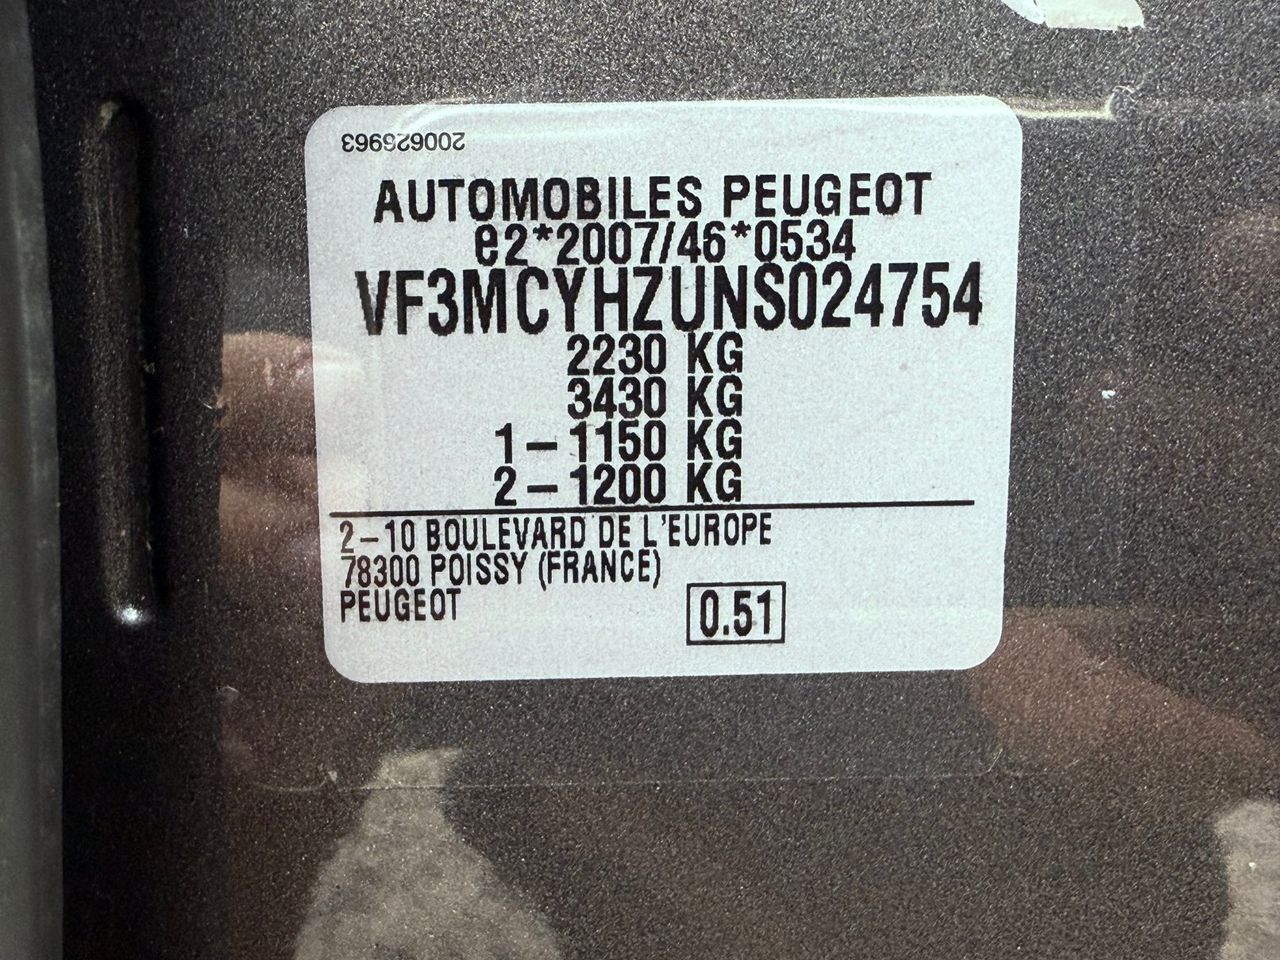 AUTOMOBILES PEUGEOT
e2*2007/46*0534
VF3MCYHZUNS024754
2230 KG
3430 KG
1-1150 KG
2-1200 KG
2-10 BOULEVARD DE L'EUROPE
78300 POISSY (FRANCE)
PEUGEOT
0.51